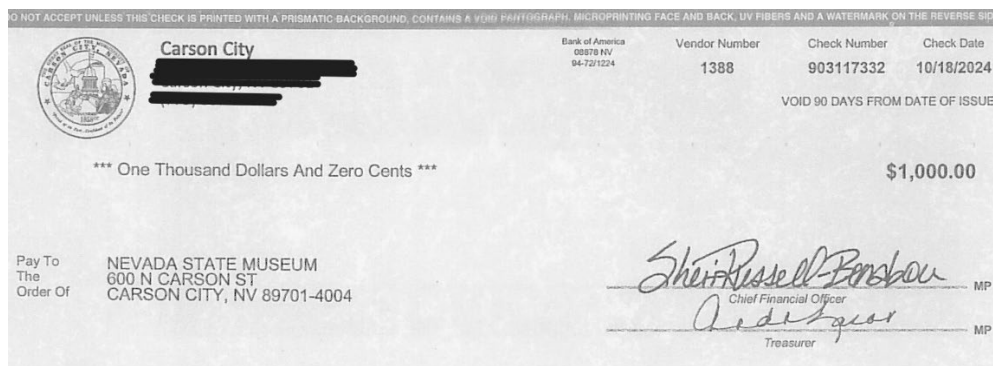 DO NOT ACCEPT UNLESS THIS CHECK IS PRINTED WITH A PRISMATIC BACKGROUND, CONTAINS A VOID PANTOGRAPH, MICROPRINTING FACE AND BACK, UV FIBERS AND A WATERMARK ON THE REVERSE SID
CARSON CITY, NEVADA
Carson City
Bank of America
08878 NV
94-72/1224
Vendor Number
1388
Check Number
903117332
Check Date
10/18/2024
VOID 90 DAYS FROM DATE OF ISSUE
*** One Thousand Dollars And Zero Cents ***
$1,000.00
Pay To
The
Order Of
NEVADA STATE MUSEUM
600 N CARSON ST
CARSON CITY, NV 89701-4004
Sheri Russell-Benabou
MP
Chief Financial Officer
MP
Treasurer